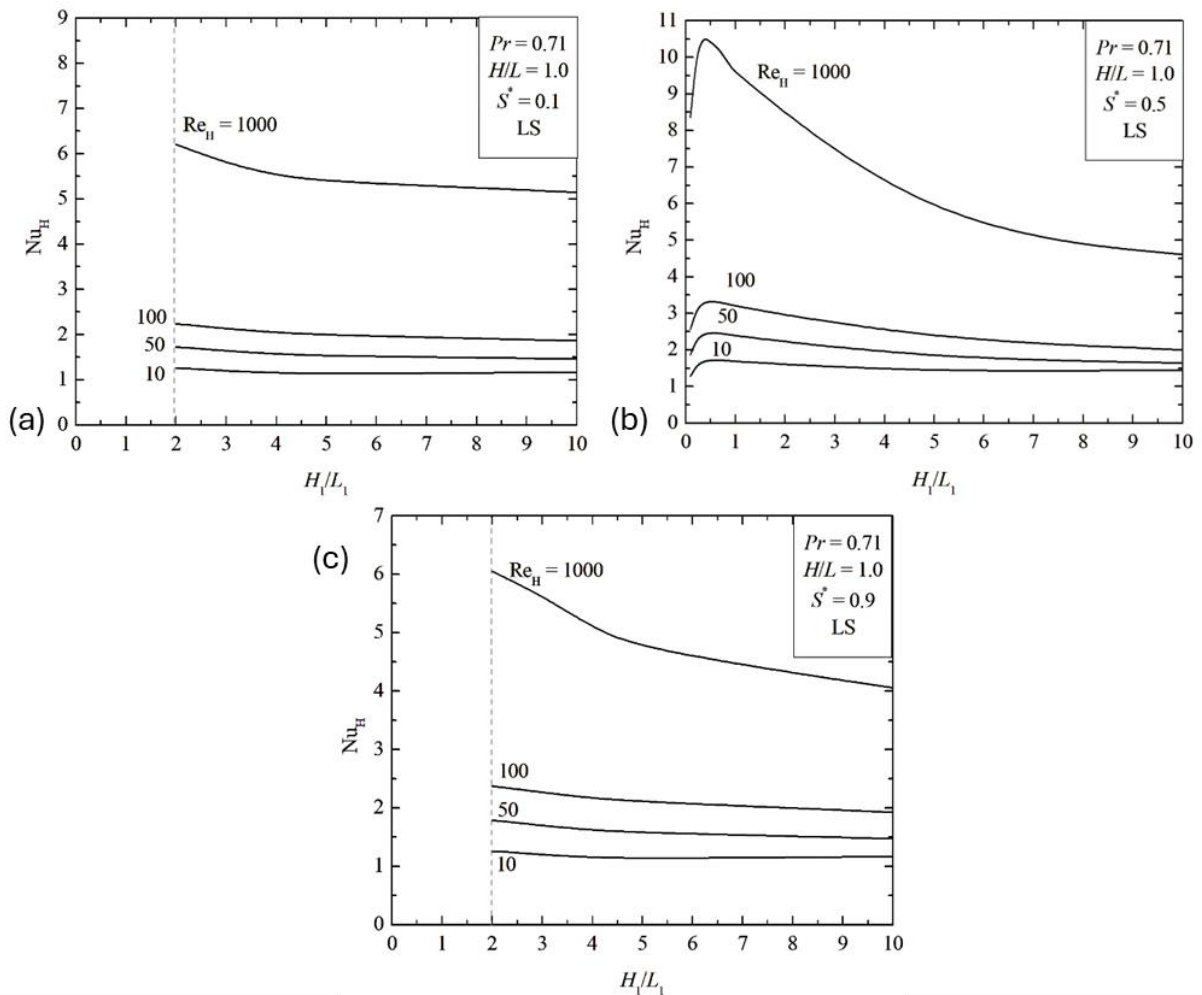 9
8
7
6
5
4
3
2
1
0
Nu_H
Pr = 0.71
H/L = 1.0
S* = 0.1
LS
Re_H = 1000
100
50
10
(a)
0 1 2 3 4 5 6 7 8 9 10
H_1/L_1
11
10
9
8
7
6
5
4
3
2
1
0
Nu_H
Pr = 0.71
H/L = 1.0
S* = 0.5
LS
Re_H = 1000
100
50
10
(b)
0 1 2 3 4 5 6 7 8 9 10
H_1/L_1
(c)
7
6
5
4
3
2
1
0
Nu_H
Pr = 0.71
H/L = 1.0
S* = 0.9
LS
Re_H = 1000
100
50
10
0 1 2 3 4 5 6 7 8 9 10
H_1/L_1